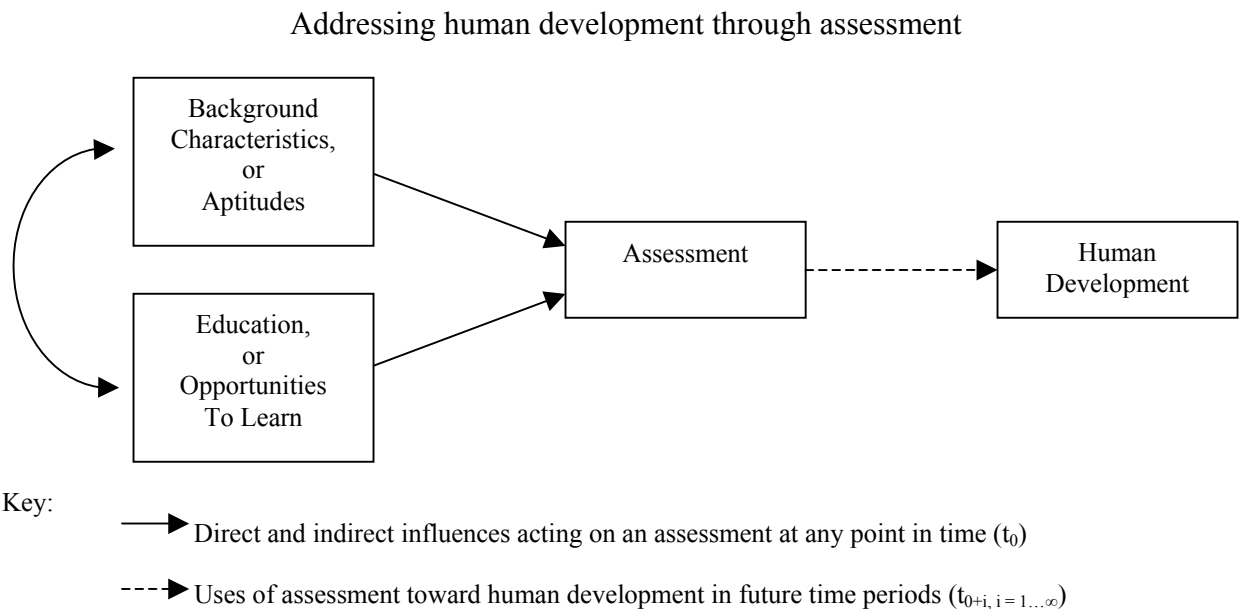 Addressing human development through assessment
Background
Characteristics,
or
Aptitudes
Education,
or
Opportunities
To Learn
Assessment
Human
Development
Key:
Direct and indirect influences acting on an assessment at any point in time (t₀)
Uses of assessment toward human development in future time periods (t₀₊ᵢ, ᵢ ₌ ₁…∞)